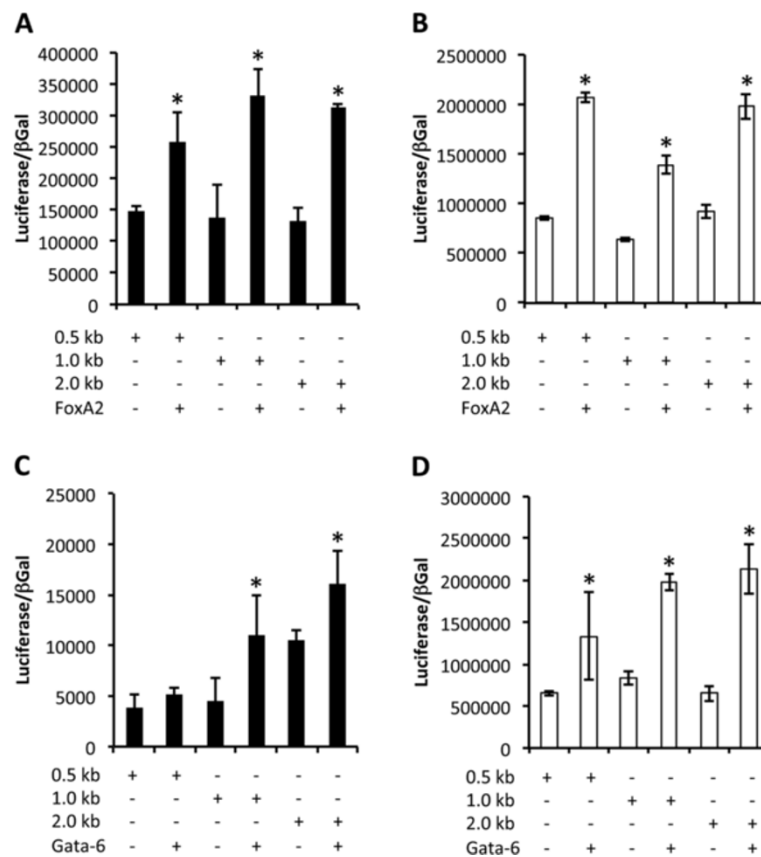 A
Luciferase/βGal
400000
350000
300000
250000
200000
150000
100000
50000
0
* * *
0.5 kb + + - - - -
1.0 kb - - + + - -
2.0 kb - - - - + +
FoxA2 - + - + - +
B
Luciferase/βGal
2500000
2000000
1500000
1000000
500000
0
* * *
0.5 kb + + - - - -
1.0 kb - - + + - -
2.0 kb - - - - + +
FoxA2 - + - + - +
C
Luciferase/βGal
25000
20000
15000
10000
5000
0
* *
0.5 kb + + - - - -
1.0 kb - - + + - -
2.0 kb - - - - + +
Gata-6 - + - + - +
D
Luciferase/βGal
3000000
2500000
2000000
1500000
1000000
500000
0
* * *
0.5 kb + + - - - -
1.0 kb - - + + - -
2.0 kb - - - - + +
Gata-6 - + - + - +